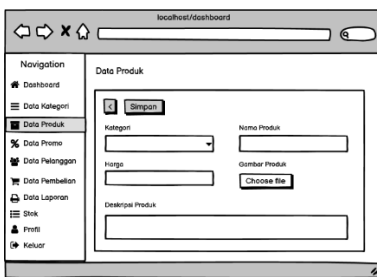 localhost/dashboard
Navigation
Dashboard
Data Kategori
Data Produk
Data Promo
Data Pelanggan
Data Pembelian
Data Laporan
Stok
Profil
Keluar
Data Produk
< Simpan
Kategori
Nama Produk
Harga
Gambar Produk
Choose file
Deskripsi Produk